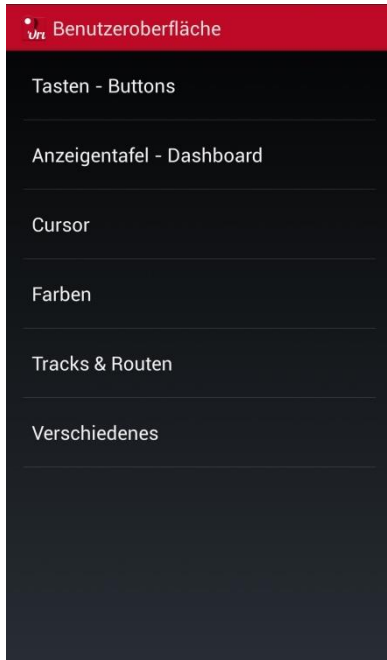 Benutzeroberfläche
Tasten - Buttons
Anzeigentafel - Dashboard
Cursor
Farben
Tracks & Routen
Verschiedenes